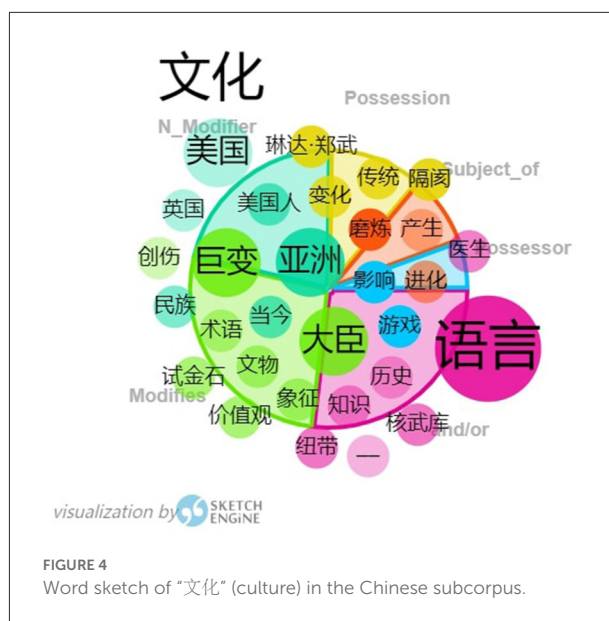 文化
Possession
N_Modifier
美国
琳达·郑武
Subject_of
传统
隔阂
英国
美国人
变化
磨炼
产生
医生
ossessor
创伤
巨变
亚洲
影响
进化
民族
术语
当今
大臣
游戏
语言
试金石
文物
历史
Modifies
价值观
象征
知识
核武库
and/or
纽带
—
visualization by SKETCH ENGINE
FIGURE 4
Word sketch of "文化" (culture) in the Chinese subcorpus.